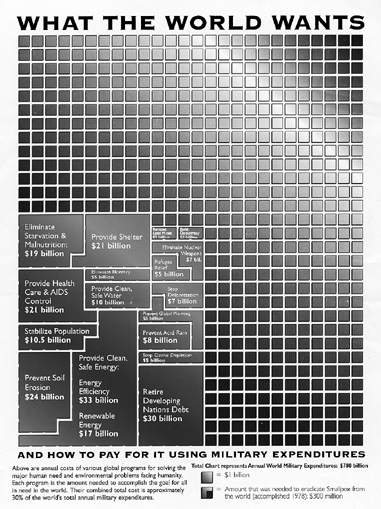 WHAT THE WORLD WANTS
Eliminate
Starvation &
Malnutrition:
$19 billion
Provide Shelter
$21 billion
Eliminate Nuclear
Weapons
$7 bil.
Refugee
Relief
$5 billion
Eliminate Illiteracy
$5 billion
Provide Health
Care & AIDS
Control
$21 billion
Provide Clean,
Safe Water
$10 billion
Stop
Deforestation
$7 billion
Prevent Global Warming
$8 billion
Stabilize Population
$10.5 billion
Prevent Acid Rain
$8 billion
Stop Ozone Depletion
$5 billion
Prevent Soil
Erosion
$24 billion
Provide Clean,
Safe Energy:
Energy
Efficiency
$33 billion
Renewable
Energy
$17 billion
Retire
Developing
Nations Debt
$30 billion
AND HOW TO PAY FOR IT USING MILITARY EXPENDITURES
Above are annual costs of various global programs for solving the
major human need and environmental problems facing humanity.
Each program is the amount needed to accomplish the goal for all
in need in the world. Their combined total cost is approximately
30% of the world's total annual military expenditures.
Total Chart represents Annual World Military Expenditures: $780 billion
= $1 billion
= Amount that was needed to eradicate Smallpox from
the world (accomplished 1978): $300 million